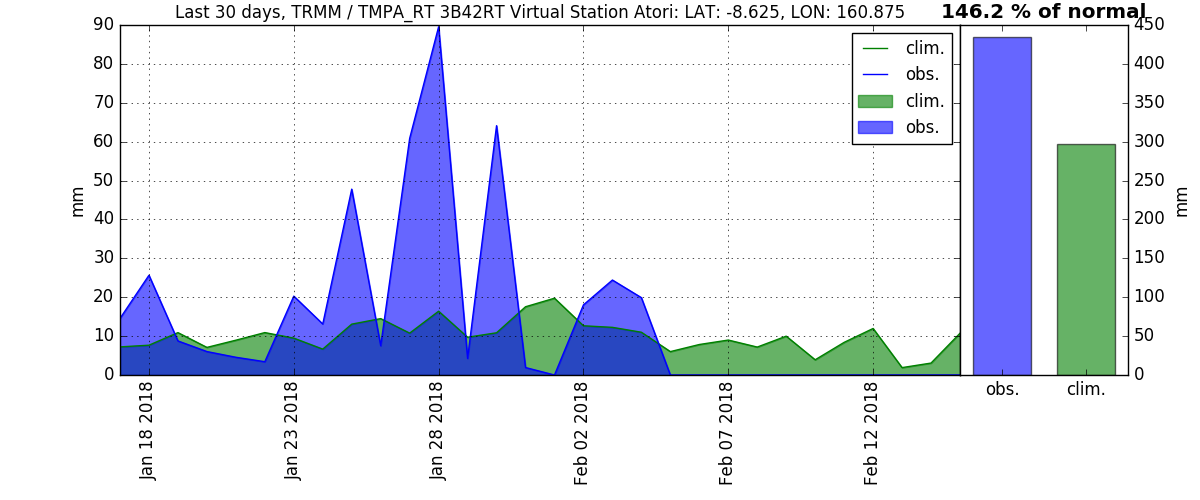 Last 30 days, TRMM / TMPA_RT 3B42RT Virtual Station Atori: LAT: -8.625, LON: 160.875
146.2 % of normal
90
80
70
60
50
40
30
20
10
0
mm
clim.
obs.
clim.
obs.
Jan 18 2018
Jan 23 2018
Jan 28 2018
Feb 02 2018
Feb 07 2018
Feb 12 2018
450
400
350
300
250
200
150
100
50
0
mm
obs.
clim.